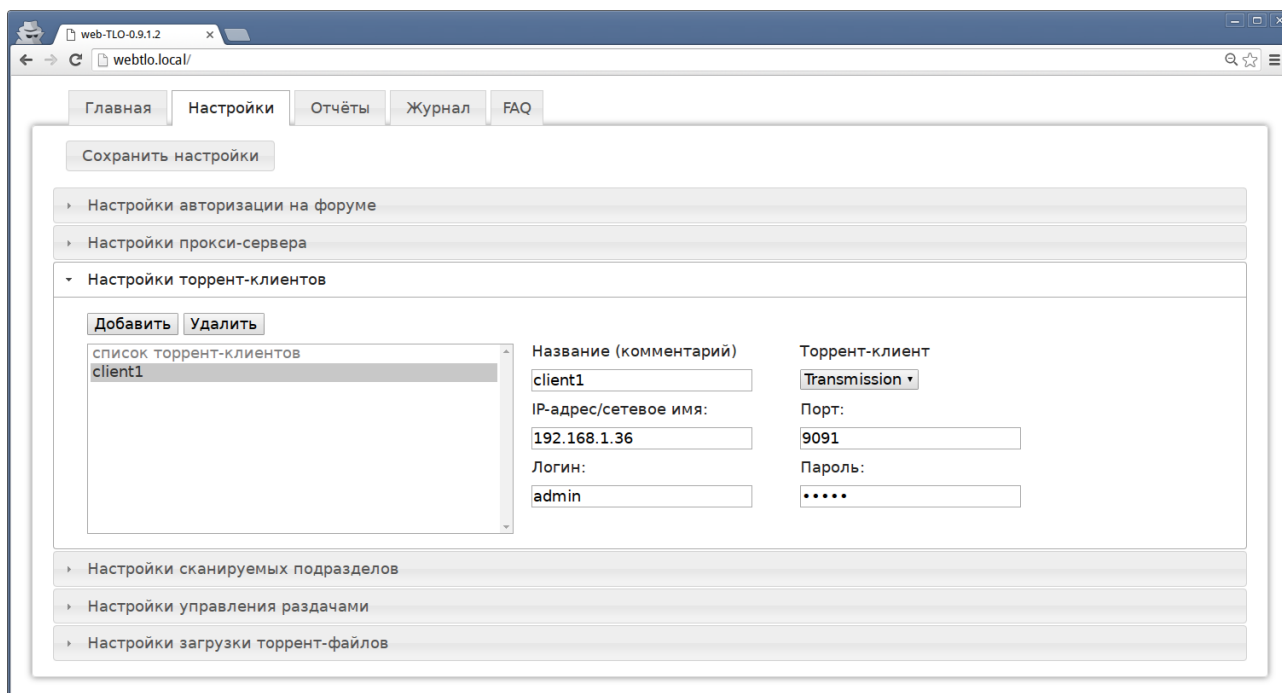 web-TLO-0.9.1.2
webtlo.local/
Главная Настройки Отчёты Журнал FAQ
Сохранить настройки
Настройки авторизации на форуме
Настройки прокси-сервера
Настройки торрент-клиентов
Добавить Удалить
список торрент-клиентов
client1
Название (комментарий) Торрент-клиент
client1 Transmission
IP-адрес/сетевое имя: Порт:
192.168.1.36 9091
Логин: Пароль:
admin •••••
Настройки сканируемых подразделов
Настройки управления раздачами
Настройки загрузки торрент-файлов